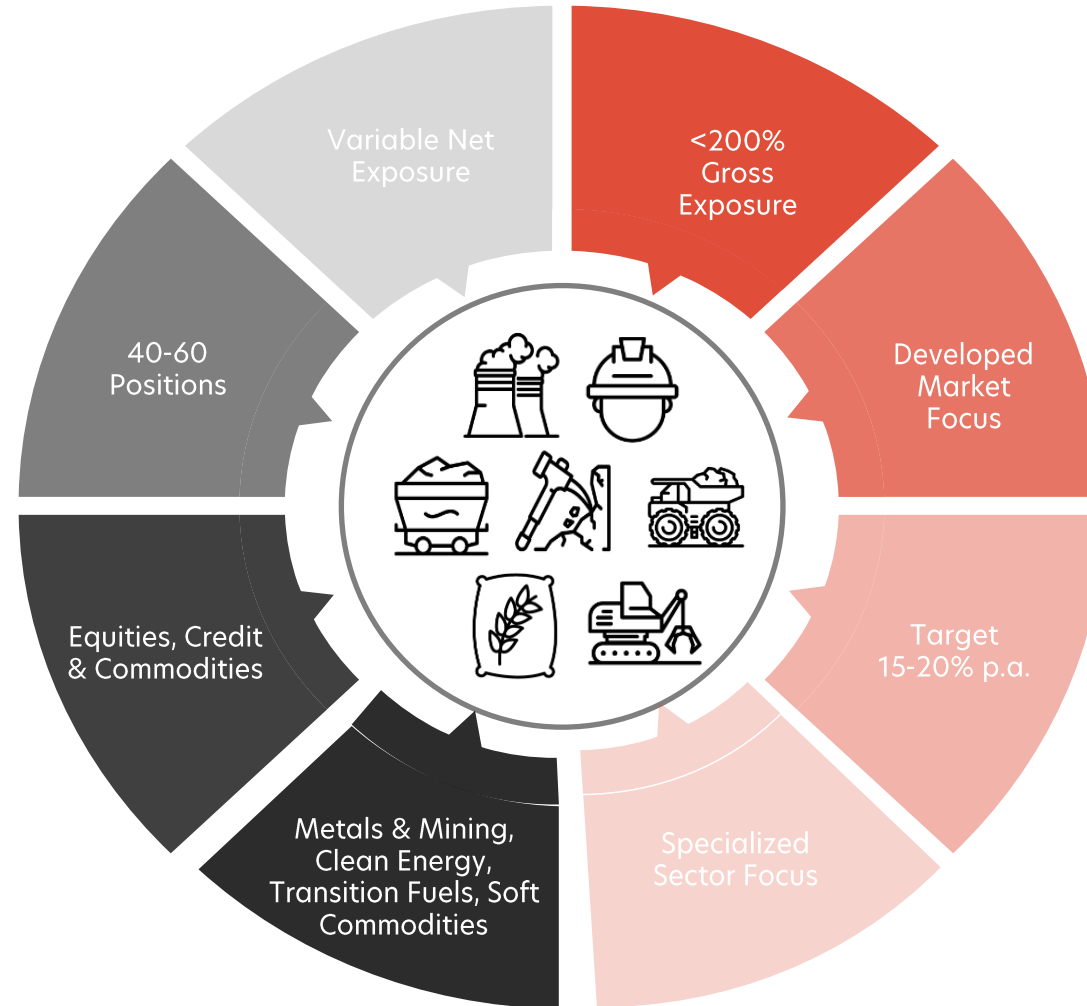 Variable Net
Exposure
<200%
Gross
Exposure
40-60
Positions
Developed
Market
Focus
Equities, Credit
& Commodities
Target
15-20% p.a.
Metals & Mining,
Clean Energy,
Transition Fuels, Soft
Commodities
Specialized
Sector Focus